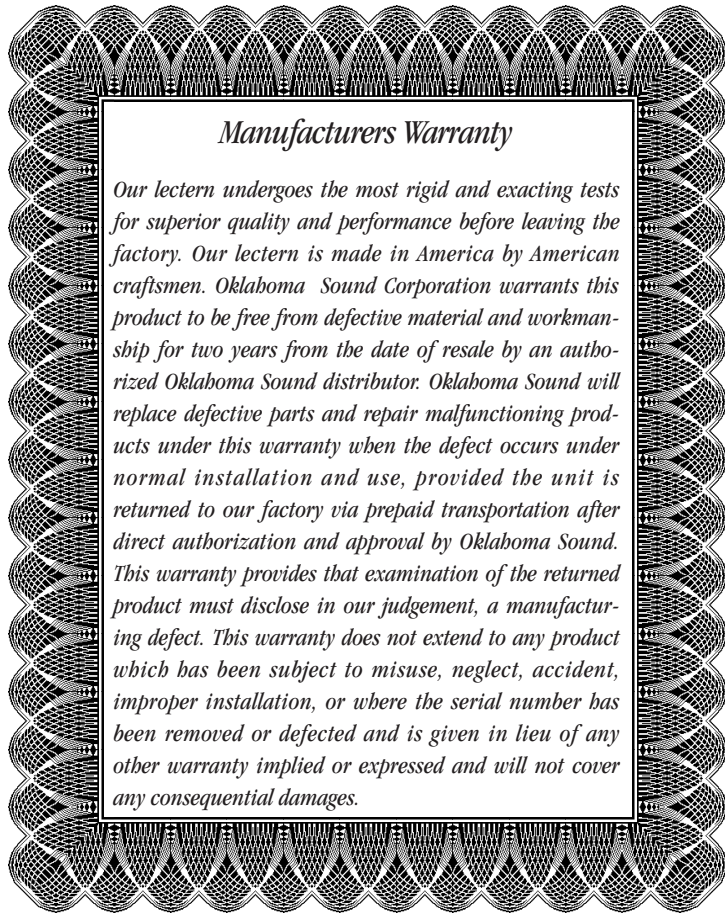 Manufacturers Warranty
Our lectern undergoes the most rigid and exacting tests
for superior quality and performance before leaving the
factory. Our lectern is made in America by American
craftsmen. Oklahoma Sound Corporation warrants this
product to be free from defective material and workman-
ship for two years from the date of resale by an autho-
rized Oklahoma Sound distributor. Oklahoma Sound will
replace defective parts and repair malfunctioning prod-
ucts under this warranty when the defect occurs under
normal installation and use, provided the unit is
returned to our factory via prepaid transportation after
direct authorization and approval by Oklahoma Sound.
This warranty provides that examination of the returned
product must disclose in our judgement, a manufactur-
ing defect. This warranty does not extend to any product
which has been subject to misuse, neglect, accident,
improper installation, or where the serial number has
been removed or defected and is given in lieu of any
other warranty implied or expressed and will not cover
any consequential damages.